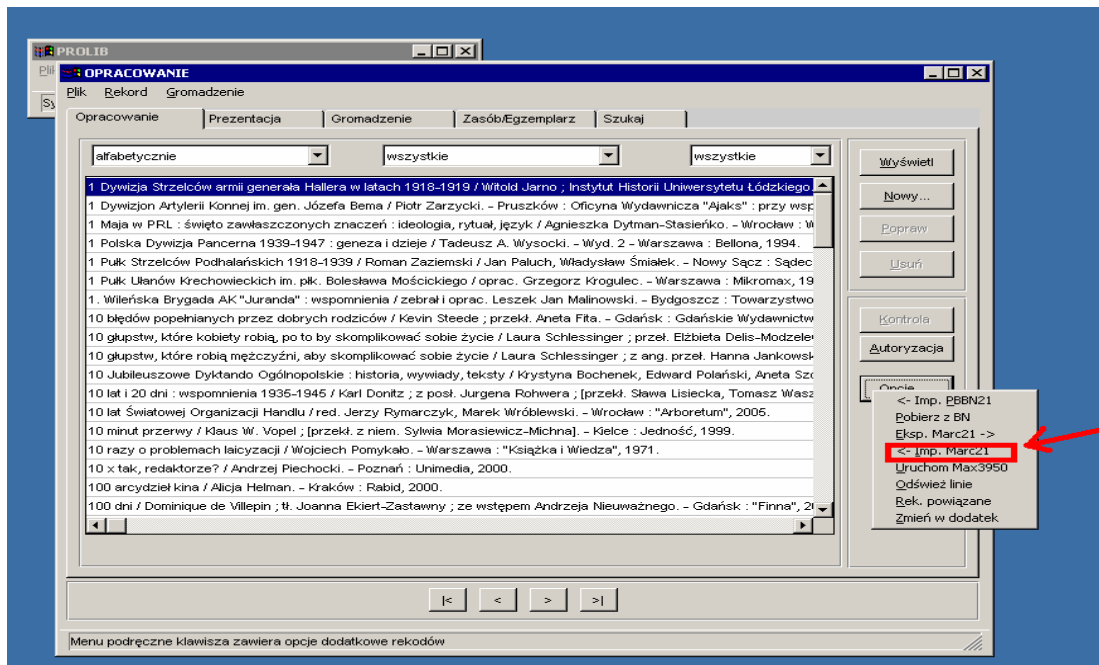 PROLIB
Plik
OPRACOWANIE
Plik Rekord Gromadzenie
Sy
Opracowanie Prezentacja Gromadzenie Zasób/Egzemplarz Szukaj
alfabetycznie wszystkie wszystkie
Wyświetl
1 Dywizja Strzelców armii generała Hallera w latach 1918-1919 / Witold Jarno ; Instytut Historii Uniwersytetu Łódzkiego.
1 Dywizjon Artylerii Konnej im. gen. Józefa Bema / Piotr Zarzycki. – Pruszków : Oficyna Wydawnicza "Ajaks" : przy wsp
Nowy...
1 Maja w PRL : święto zawłaszczonych znaczeń : ideologia, rytuał, język / Agnieszka Dytman-Stasieńko. – Wrocław : W
Popraw
1 Polska Dywizja Pancerna 1939-1947 : geneza i dzieje / Tadeusz A. Wysocki. – Wyd. 2 – Warszawa : Bellona, 1994.
1 Pułk Strzelców Podhalańskich 1918-1939 / Roman Zaziemski / Jan Paluch, Władysław Śmiałek. – Nowy Sącz : Sądec
Usuń
1 Pułk Ułanów Krechowieckich im. płk. Bolesława Mościckiego / oprac. Grzegorz Krogulec. – Warszawa : Mikromax, 19
1. Wileńska Brygada AK "Juranda" : wspomnienia / zebrał i oprac. Leszek Jan Malinowski. – Bydgoszcz : Towarzystwo
10 błędów popełnianych przez dobrych rodziców / Kevin Steede ; przekł. Aneta Fita. – Gdańsk : Gdańskie Wydawnictw
Kontrola
10 głupstw, które kobiety robią, po to by skomplikować sobie życie / Laura Schlessinger ; przeł. Elżbieta Delis-Modzele
10 głupstw, które robią mężczyźni, aby skomplikować sobie życie / Laura Schlessinger ; z ang. przeł. Hanna Jankowsk
Autoryzacja
10 Jubileuszowe Dyktando Ogólnopolskie : historia, wywiady, teksty / Krystyna Bochenek, Edward Polański, Aneta Szo
10 lat i 20 dni : wspomnienia 1935-1945 / Karl Donitz ; z posł. Jurgena Rohwera ; [przekł. Sława Lisiecka, Tomasz Wasz
Opcje...
10 lat Światowej Organizacji Handlu / red. Jerzy Rymarczyk, Marek Wróblewski. – Wrocław : "Arboretum", 2005.
10 minut przerwy / Klaus W. Vopel ; [przekł. z niem. Sylwia Morasiewicz-Michna]. – Kielce : Jedność, 1999.
10 razy o problemach laicyzacji / Wojciech Pomykało. – Warszawa : "Książka i Wiedza", 1971.
10 x tak, redaktorze? / Andrzej Piechocki. – Poznań : Unimedia, 2000.
100 arcydzieł kina / Alicja Helman. – Kraków : Rabid, 2000.
100 dni / Dominique de Villepin ; tł. Joanna Ekiert-Zastawny ; ze wstępem Andrzeja Nieuważnego. – Gdańsk : "Finna", 2
<- Imp. PBBN21
Pobierz z BN
Eksp. Marc21 ->
<- Imp. Marc21
Uruchom Max3950
Odśwież linie
Rek. powiązane
Zmień w dodatek
|< < > >|
Menu podręczne klawisza zawiera opcje dodatkowe rekodów